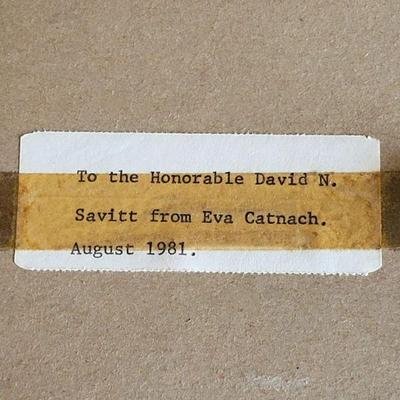 To the Honorable David N.
Savitt from Eva Catnach.
August 1981.